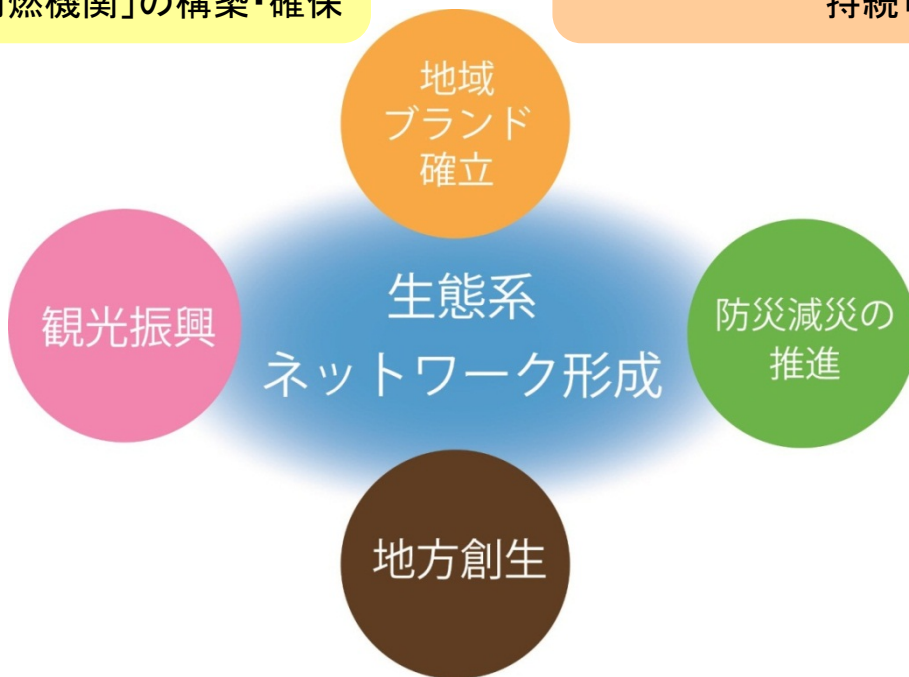 燃機関」の構築・確保
持続
地域
ブランド
確立
生態系
ネットワーク形成
観光振興
防災減災の
推進
地方創生